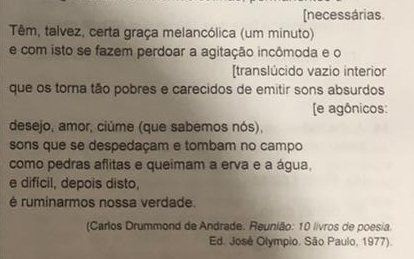 [necessárias.
Têm, talvez, certa graça melancólica (um minuto)
e com isto se fazem perdoar a agitação incômoda e o
[translúcido vazio interior
que os torna tão pobres e carecidos de emitir sons absurdos
[e agônicos:
desejo, amor, ciúme (que sabemos nós),
sons que se despedaçam e tombam no campo
como pedras aflitas e queimam a erva e a água,
e difícil, depois disto,
é ruminarmos nossa verdade.
(Carlos Drummond de Andrade. Reunião: 10 livros de poesia.
Ed. José Olympio. São Paulo, 1977).